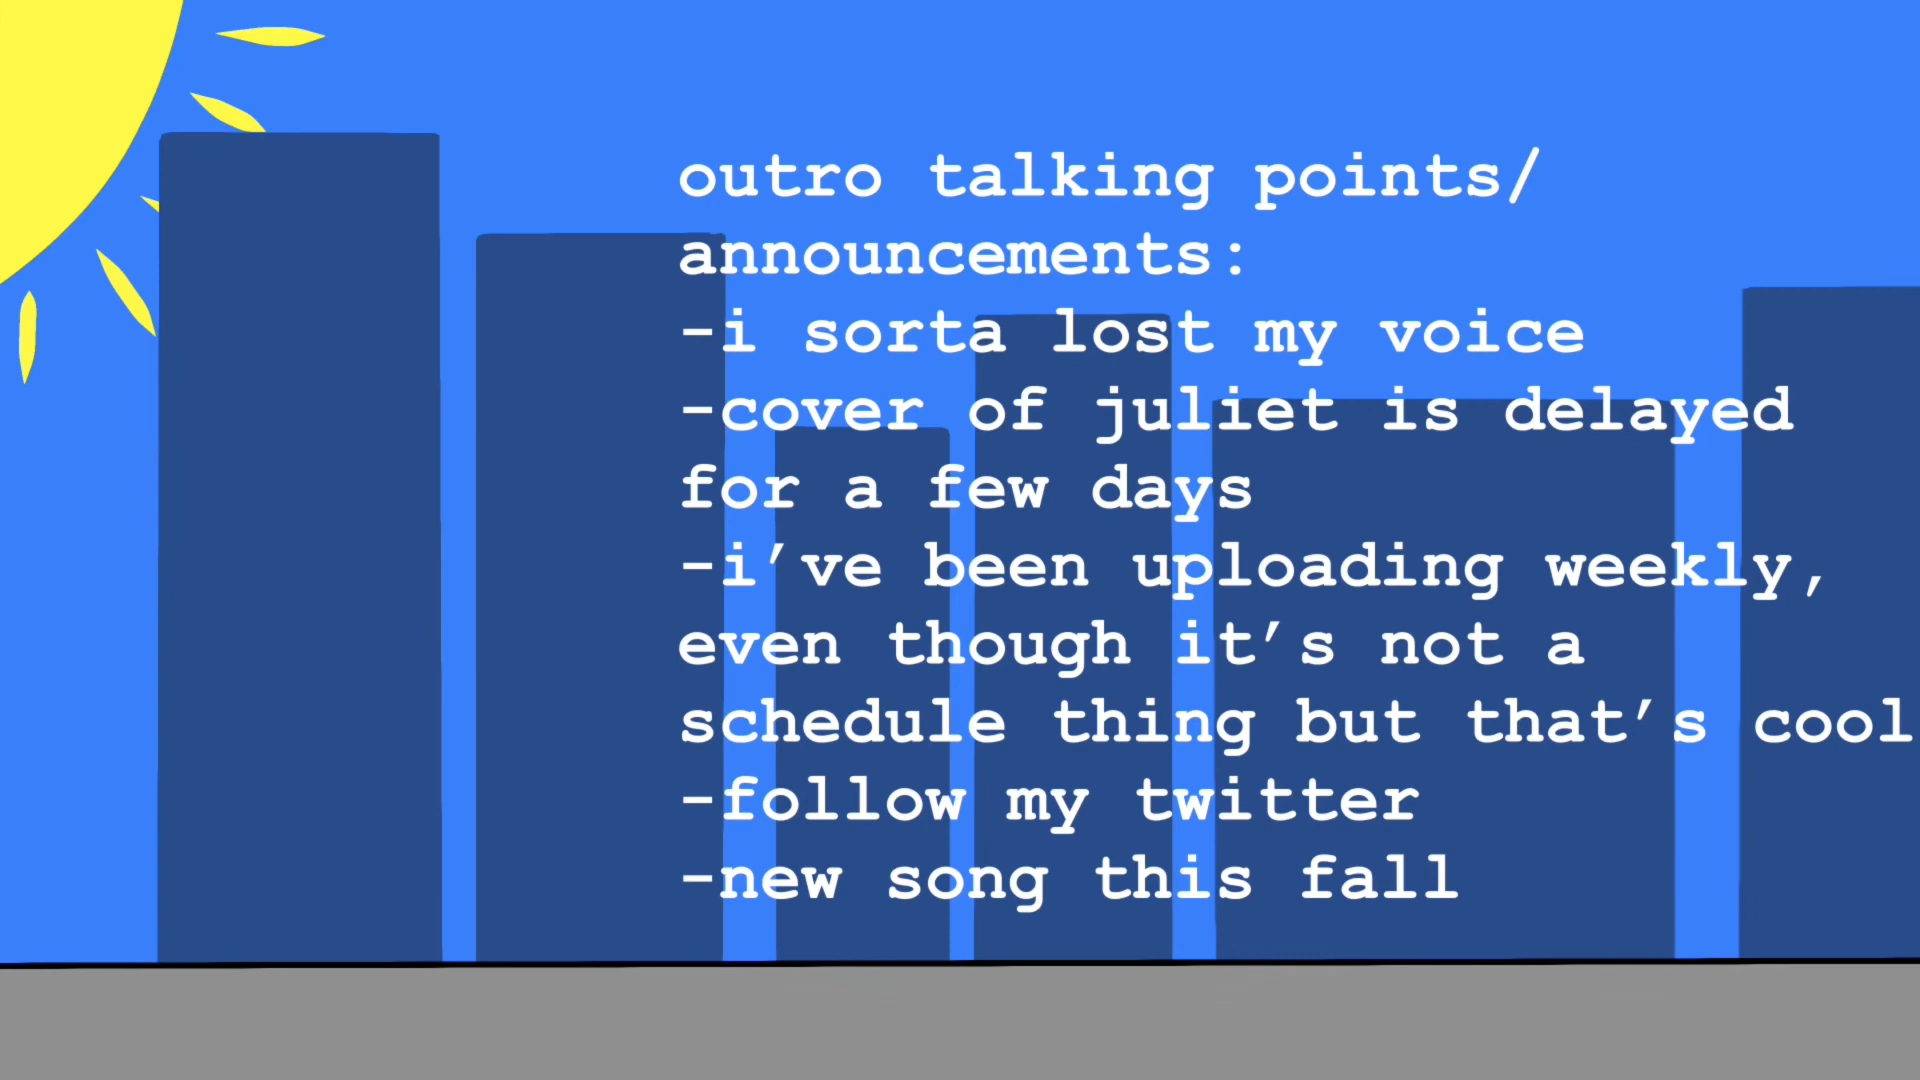 outro talking points/
announcements:
-i sorta lost my voice
-cover of juliet is delayed
for a few days
-i’ve been uploading weekly,
even though it’s not a
schedule thing but that’s cool
-follow my twitter
-new song this fall